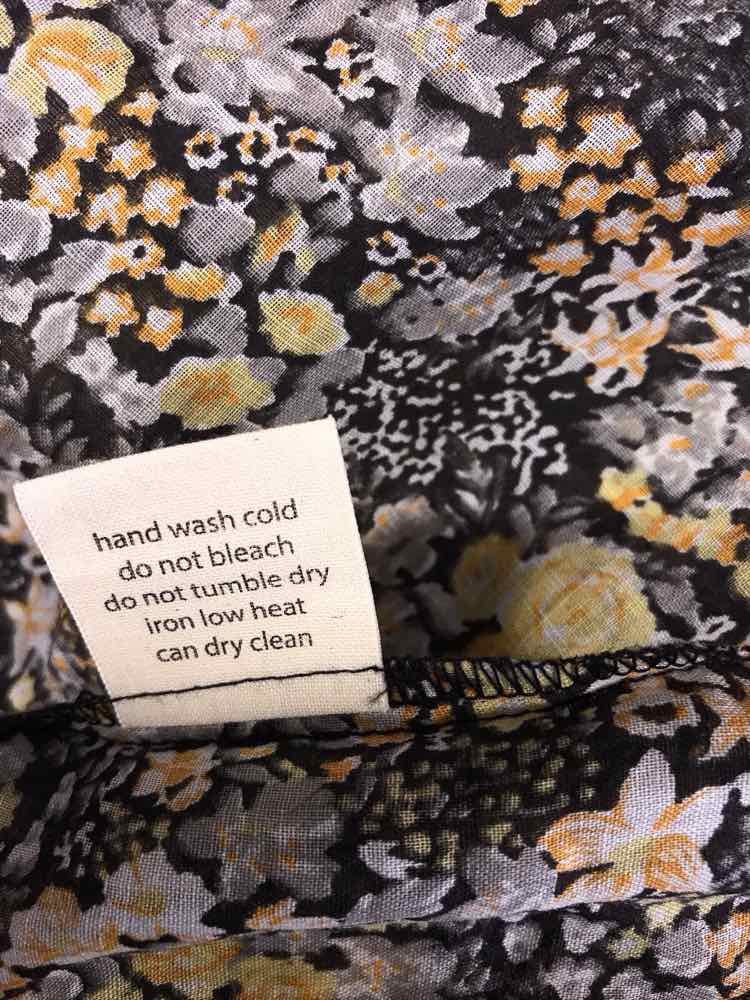 hand wash cold
do not bleach
do not tumble dry
iron low heat
can dry clean